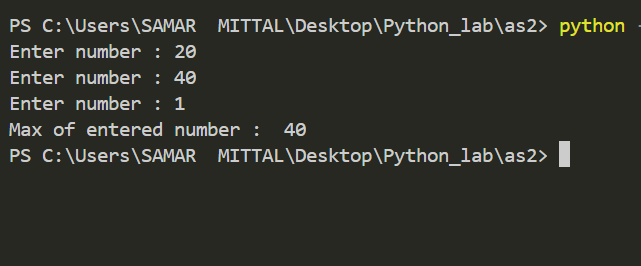 PS C:\Users\SAMAR  MITTAL\Desktop\Python_lab\as2> python -
Enter number : 20
Enter number : 40
Enter number : 1
Max of entered number :  40
PS C:\Users\SAMAR  MITTAL\Desktop\Python_lab\as2>